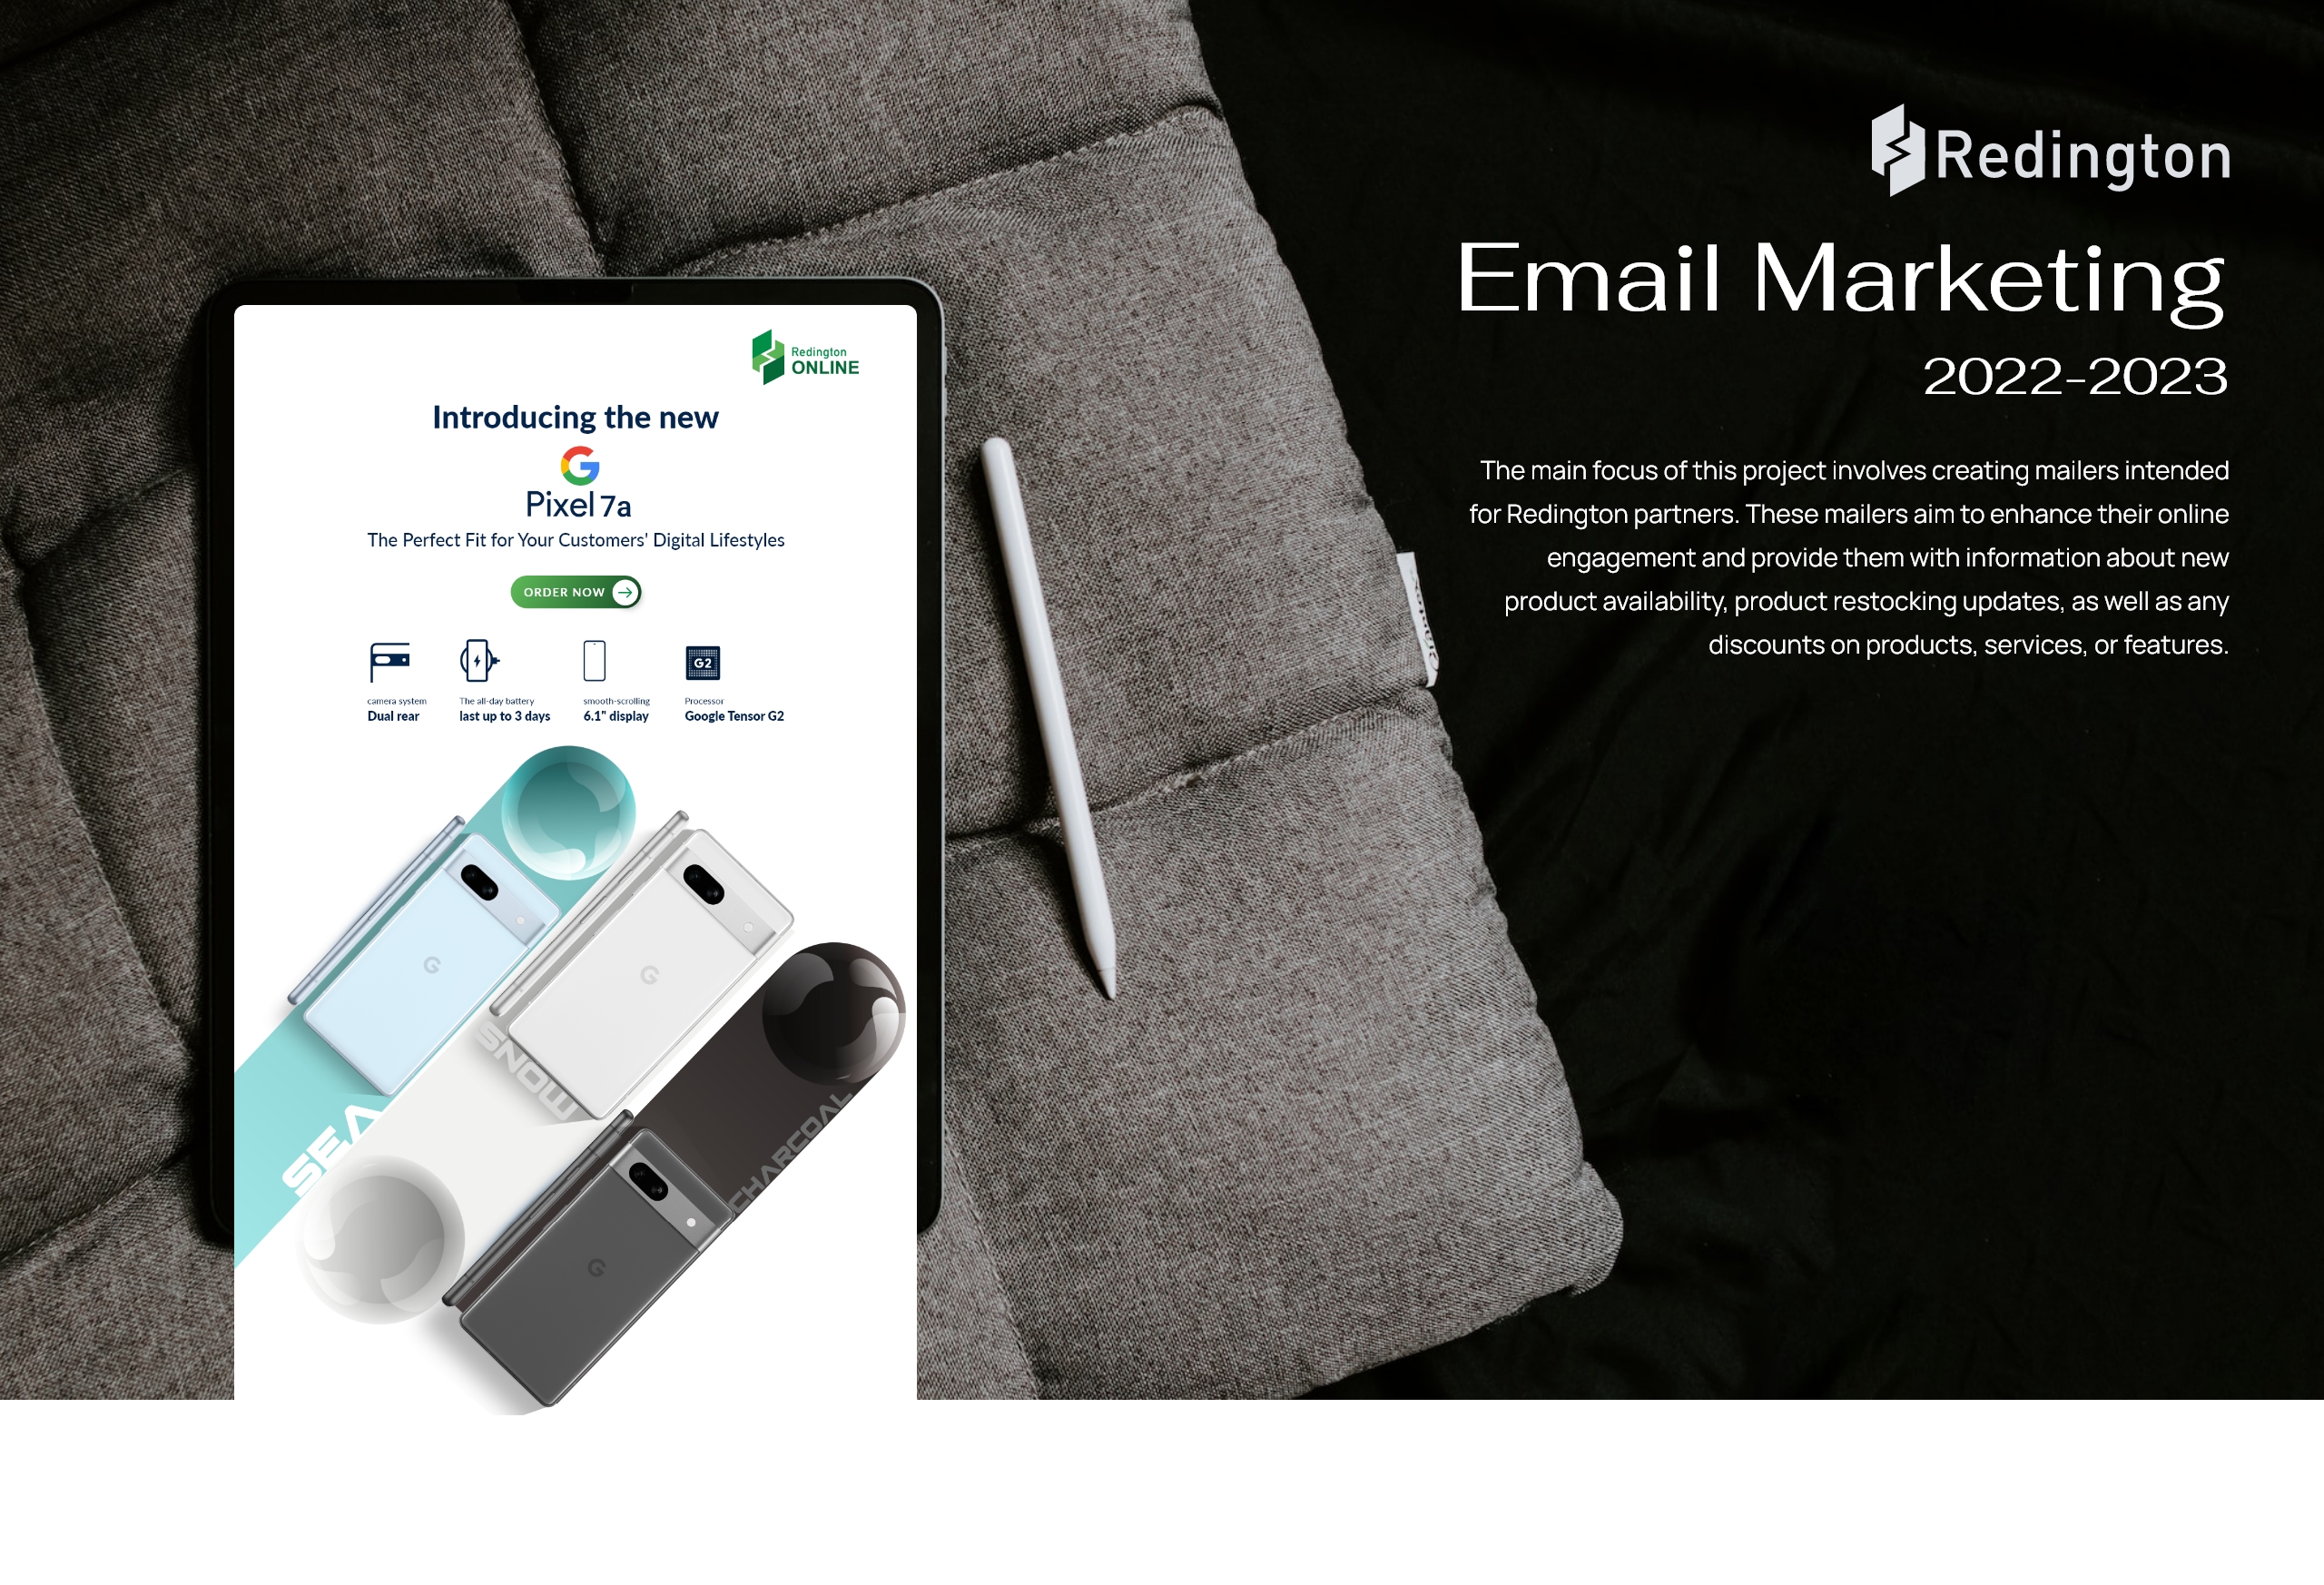 Redington
Email Marketing
2022-2023
The main focus of this project involves creating mailers intended
for Redington partners. These mailers aim to enhance their online
engagement and provide them with information about new
product availability, product restocking updates, as well as any
discounts on products, services, or features.
Redington
ONLINE
Introducing the new
G
Pixel 7a
The Perfect Fit for Your Customers' Digital Lifestyles
ORDER NOW
camera system
Dual rear
The all-day battery
last up to 3 days
smooth-scrolling
6.1" display
G2
Processor
Google Tensor G2
G
G
SNOW
SEA
CHARCOAL
G